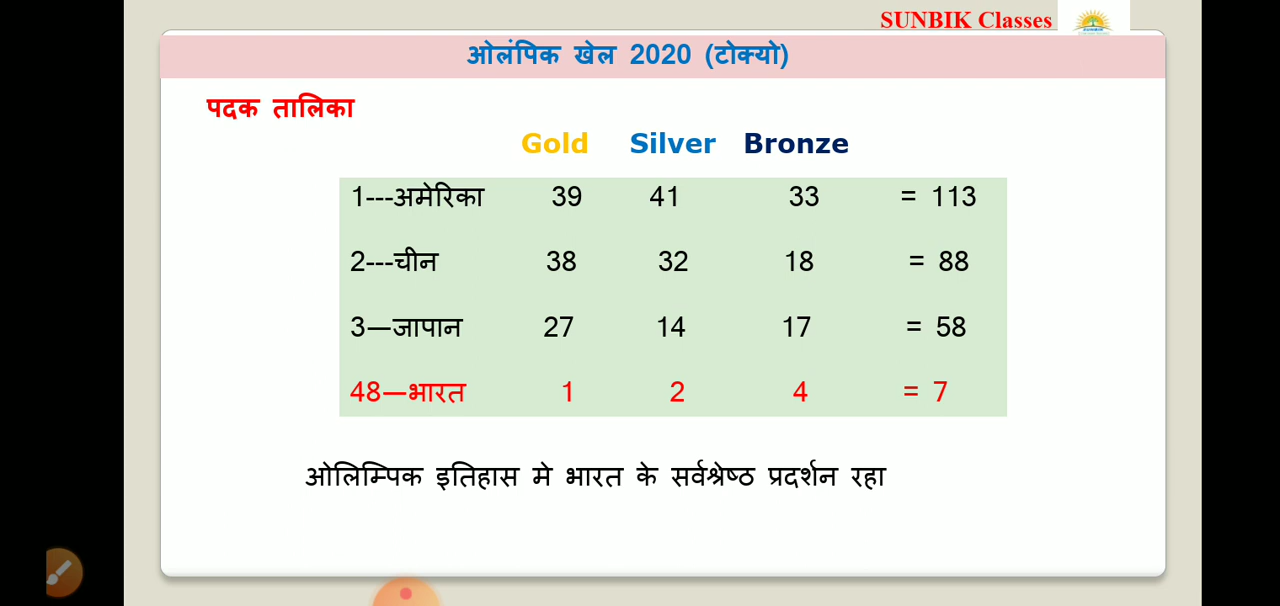 SUNBIK Classes
ओलंपिक खेल 2020 (टोक्यो)
पदक तालिका
Gold Silver Bronze
1---अमेरिका 39 41 33 = 113
2---चीन 38 32 18 = 88
3—जापान 27 14 17 = 58
48—भारत 1 2 4 = 7
ओलिम्पिक इतिहास मे भारत के सर्वश्रेष्ठ प्रदर्शन रहा